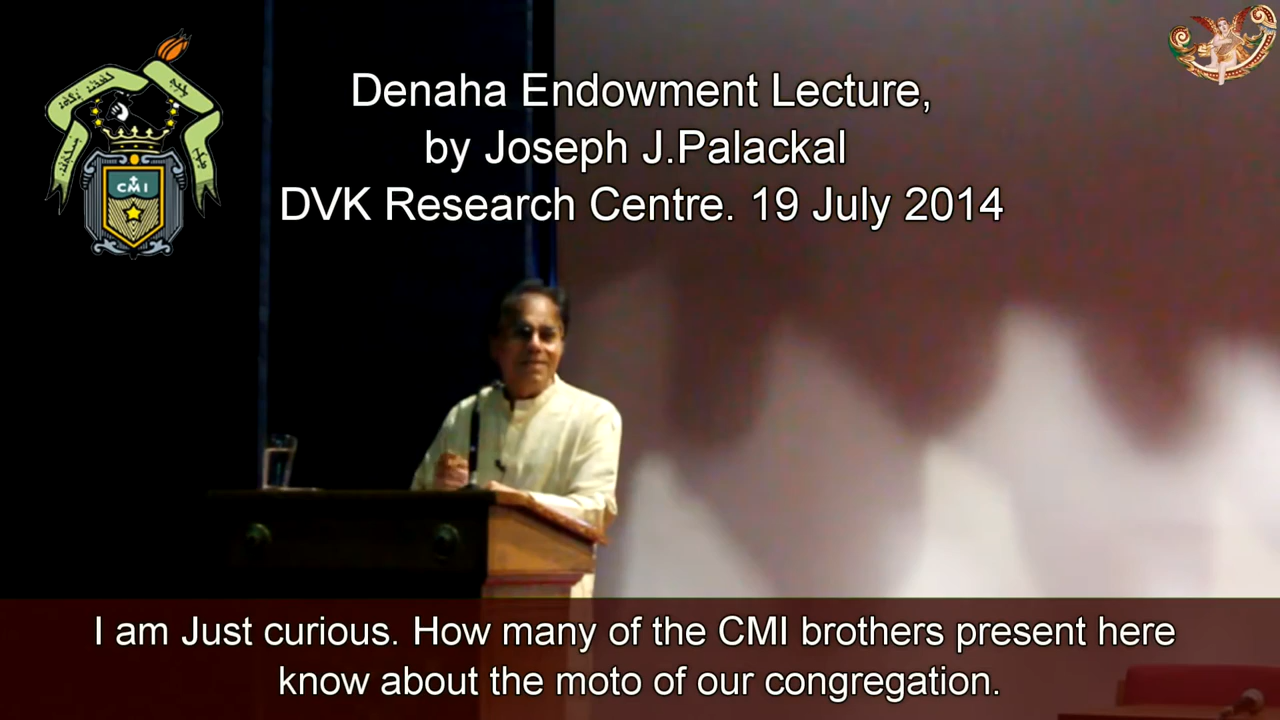 Denaha Endowment Lecture,
by Joseph J.Palackal
DVK Research Centre. 19 July 2014
CMI
I am Just curious. How many of the CMI brothers present here
know about the moto of our congregation.